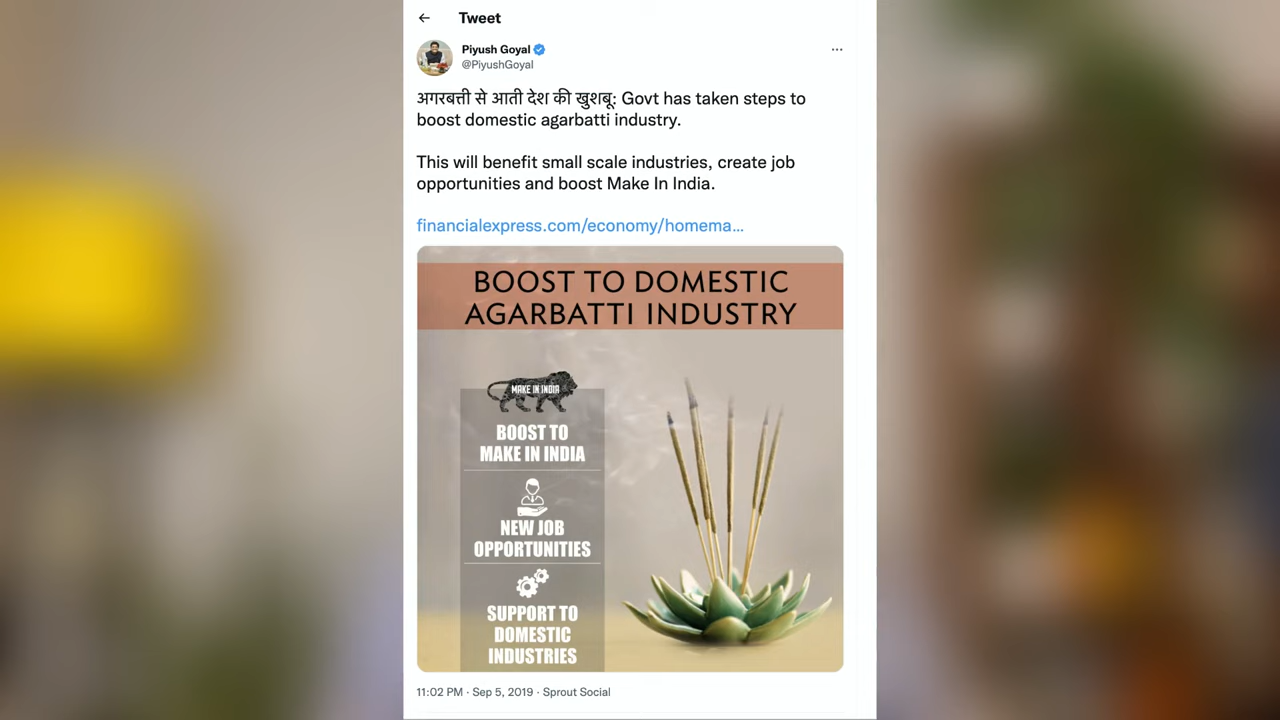 Tweet
Piyush Goyal
@PiyushGoyal
अगरबत्ती से आती देश की खुशबू: Govt has taken steps to
boost domestic agarbatti industry.
This will benefit small scale industries, create job
opportunities and boost Make In India.
financialexpress.com/economy/homema...
BOOST TO DOMESTIC
AGARBATTI INDUSTRY
MAKE IN INDIA
BOOST TO
MAKE IN INDIA
NEW JOB
OPPORTUNITIES
SUPPORT TO
DOMESTIC
INDUSTRIES
11:02 PM · Sep 5, 2019 · Sprout Social